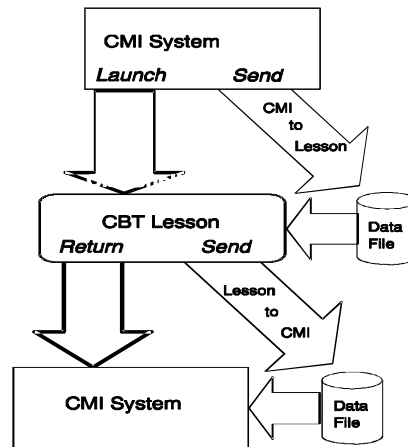 CMI System
Launch Send
CMI
to
Lesson
CBT Lesson
Return Send
Data
File
Lesson
to
CMI
CMI System
Data
File